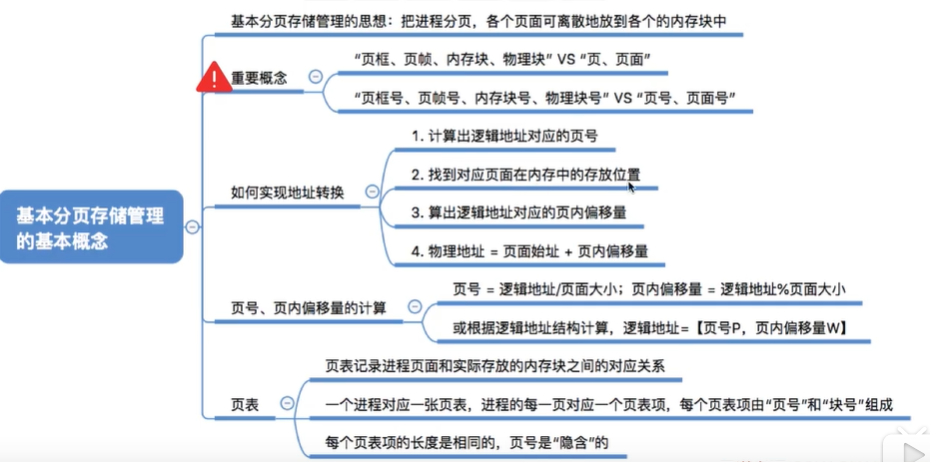 基本分页存储管理的思想：把进程分页，各个页面可离散地放到各个的内存块中
重要概念
“页框、页帧、内存块、物理块” VS “页、页面”
“页框号、页帧号、内存块号、物理块号” VS “页号、页面号”
基本分页存储管理
的基本概念
如何实现地址转换
1. 计算出逻辑地址对应的页号
2. 找到对应页面在内存中的存放位置
3. 算出逻辑地址对应的页内偏移量
4. 物理地址 = 页面始址 + 页内偏移量
页号、页内偏移量的计算
页号 = 逻辑地址/页面大小；页内偏移量 = 逻辑地址%页面大小
或根据逻辑地址结构计算，逻辑地址=【页号P，页内偏移量W】
页表
页表记录进程页面和实际存放的内存块之间的对应关系
一个进程对应一张页表，进程的每一页对应一个页表项，每个页表项由“页号”和“块号”组成
每个页表项的长度是相同的，页号是“隐含”的